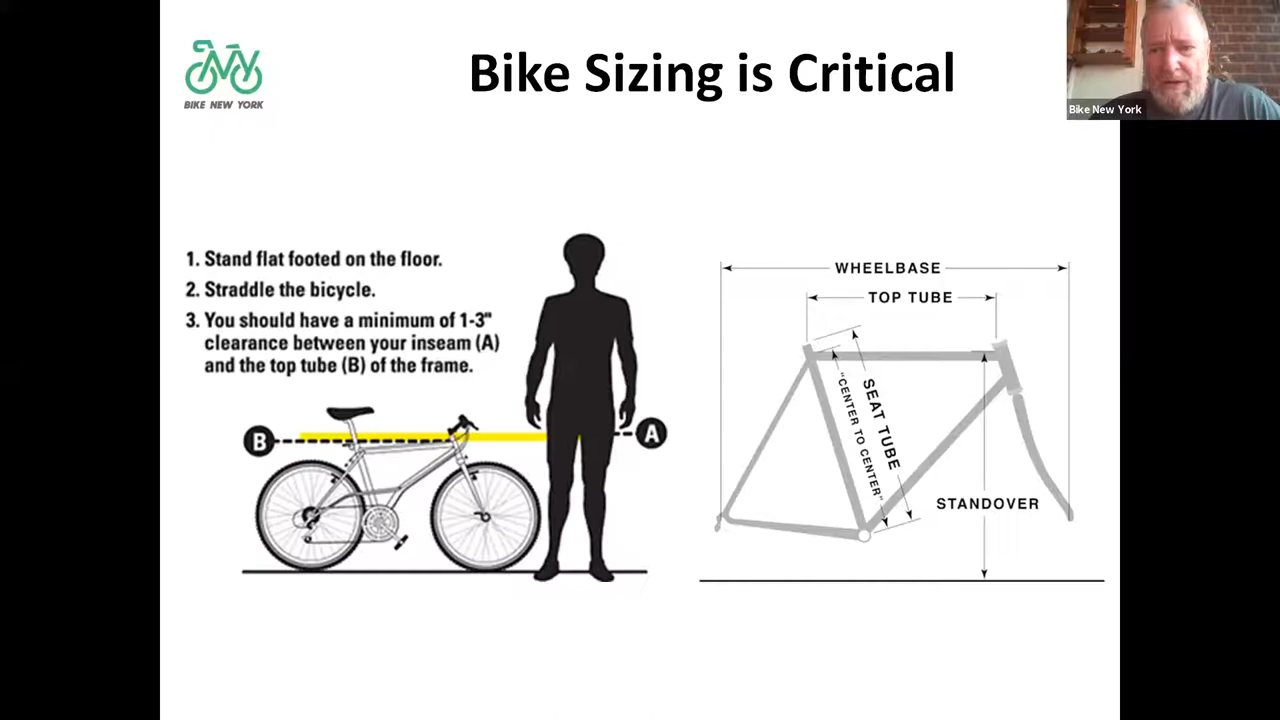 Bike Sizing is Critical
BIKE NEW YORK
Bike New York
1. Stand flat footed on the floor.
2. Straddle the bicycle.
3. You should have a minimum of 1-3"
clearance between your inseam (A)
and the top tube (B) of the frame.
B
A
WHEELBASE
TOP TUBE
SEAT TUBE
"CENTER TO CENTER"
STANDOVER